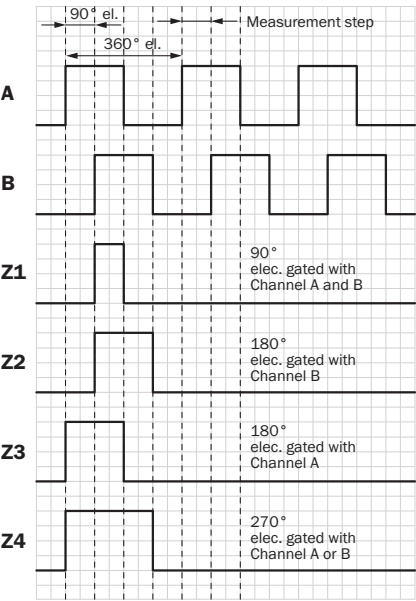 90° el.
Measurement step
360° el.
A
B
Z1
90°
elec. gated with
Channel A and B
Z2
180°
elec. gated with
Channel B
Z3
180°
elec. gated with
Channel A
Z4
270°
elec. gated with
Channel A or B